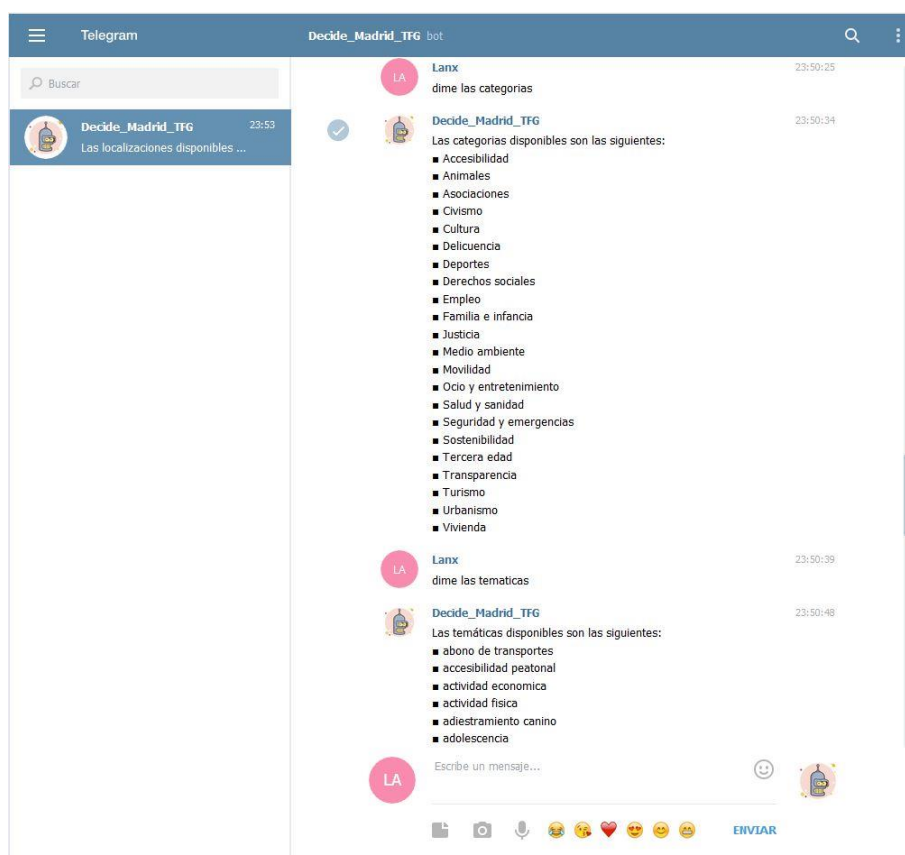 Telegram
Decide_Madrid_TFG bot
Buscar
Decide_Madrid_TFG 23:53
Las localizaciones disponibles ...
LA
Lanx 23:50:25
dime las categorias
Decide_Madrid_TFG 23:50:34
Las categorias disponibles son las siguientes:
■ Accesibilidad
■ Animales
■ Asociaciones
■ Civismo
■ Cultura
■ Delicuencia
■ Deportes
■ Derechos sociales
■ Empleo
■ Familia e infancia
■ Justicia
■ Medio ambiente
■ Movilidad
■ Ocio y entretenimiento
■ Salud y sanidad
■ Seguridad y emergencias
■ Sostenibilidad
■ Tercera edad
■ Transparencia
■ Turismo
■ Urbanismo
■ Vivienda
LA
Lanx 23:50:39
dime las tematicas
Decide_Madrid_TFG 23:50:48
Las temáticas disponibles son las siguientes:
■ abono de transportes
■ accesibilidad peatonal
■ actividad economica
■ actividad fisica
■ adiestramiento canino
■ adolescencia
LA
Escribe un mensaje...
ENVIAR